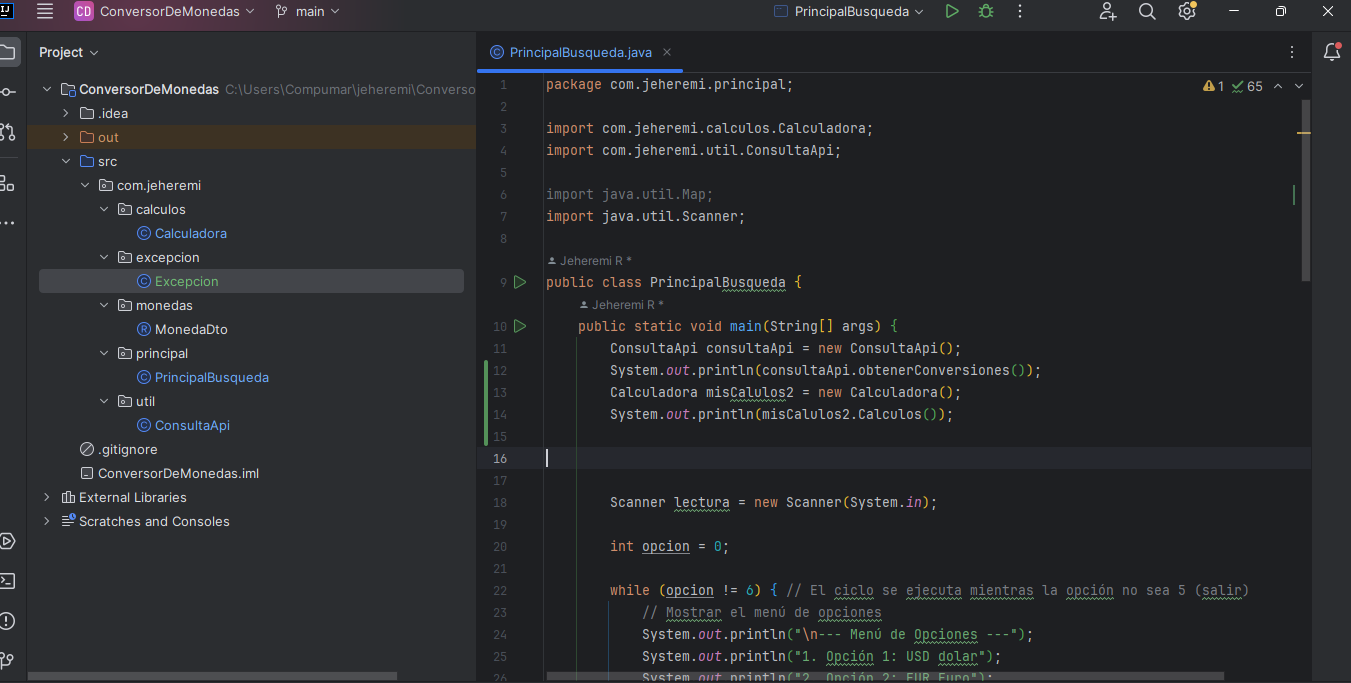 IJ
CD ConversorDeMonedas main PrincipalBusqueda
Project
ConversorDeMonedas C:\Users\Compumar\jeheremi\Converso
.idea
out
src
com.jeheremi
calculos
C Calculadora
excepcion
C Excepcion
monedas
R MonedaDto
principal
C PrincipalBusqueda
util
C ConsultaApi
.gitignore
ConversorDeMonedas.iml
External Libraries
Scratches and Consoles
C PrincipalBusqueda.java
1 65
1 package com.jeheremi.principal;
2
3 import com.jeheremi.calculos.Calculadora;
4 import com.jeheremi.util.ConsultaApi;
5
6 import java.util.Map;
7 import java.util.Scanner;
8
Jeheremi R *
9 public class PrincipalBusqueda {
Jeheremi R *
10 public static void main(String[] args) {
11 ConsultaApi consultaApi = new ConsultaApi();
12 System.out.println(consultaApi.obtenerConversiones());
13 Calculadora misCalulos2 = new Calculadora();
14 System.out.println(misCalulos2.Calculos());
15
16
17
18 Scanner lectura = new Scanner(System.in);
19
20 int opcion = 0;
21
22 while (opcion != 6) { // El ciclo se ejecuta mientras la opción no sea 5 (salir)
23 // Mostrar el menú de opciones
24 System.out.println("\n--- Menú de Opciones ---");
25 System.out.println("1. Opción 1: USD dolar");
26 System.out.println("2. Opción 2: EUR Euro");